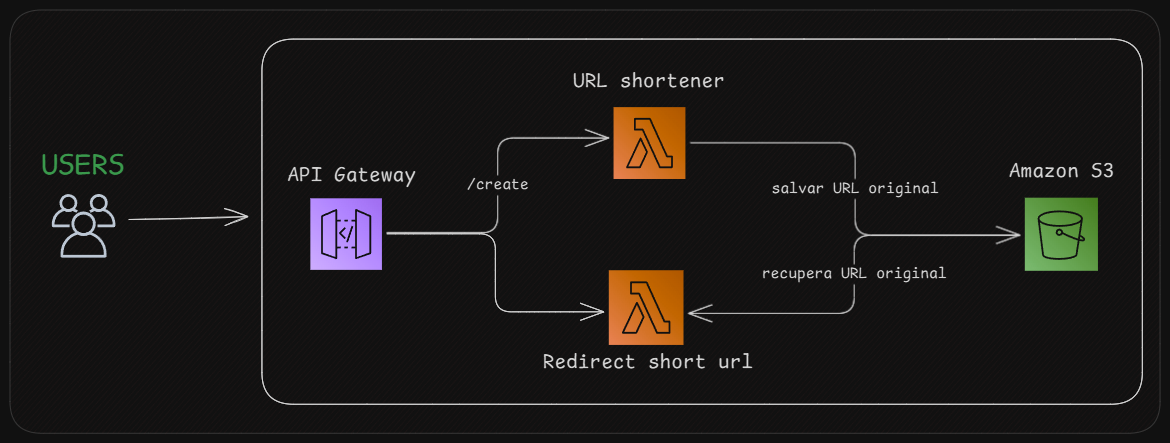 URL shortener
USERS
API Gateway
/create
salvar URL original
Amazon S3
recupera URL original
Redirect short url